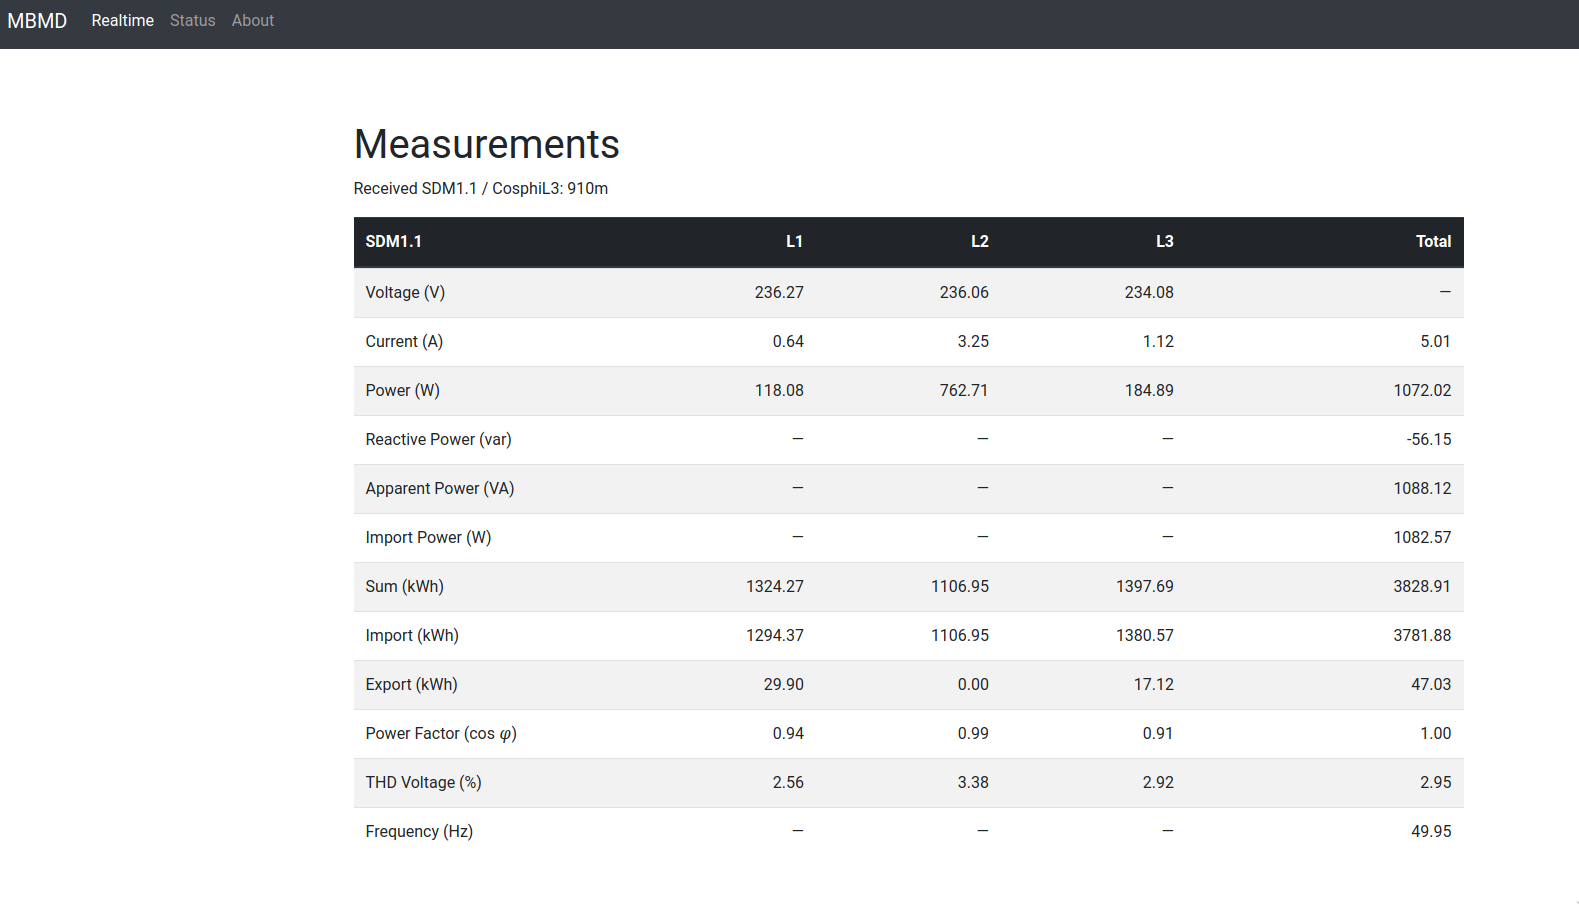 MBMD Realtime Status About
Measurements
Received SDM1.1 / CosphiL3: 910m
SDM1.1 L1 L2 L3 Total
Voltage (V) 236.27 236.06 234.08 —
Current (A) 0.64 3.25 1.12 5.01
Power (W) 118.08 762.71 184.89 1072.02
Reactive Power (var) — — — -56.15
Apparent Power (VA) — — — 1088.12
Import Power (W) — — — 1082.57
Sum (kWh) 1324.27 1106.95 1397.69 3828.91
Import (kWh) 1294.37 1106.95 1380.57 3781.88
Export (kWh) 29.90 0.00 17.12 47.03
Power Factor (cos φ) 0.94 0.99 0.91 1.00
THD Voltage (%) 2.56 3.38 2.92 2.95
Frequency (Hz) — — — 49.95